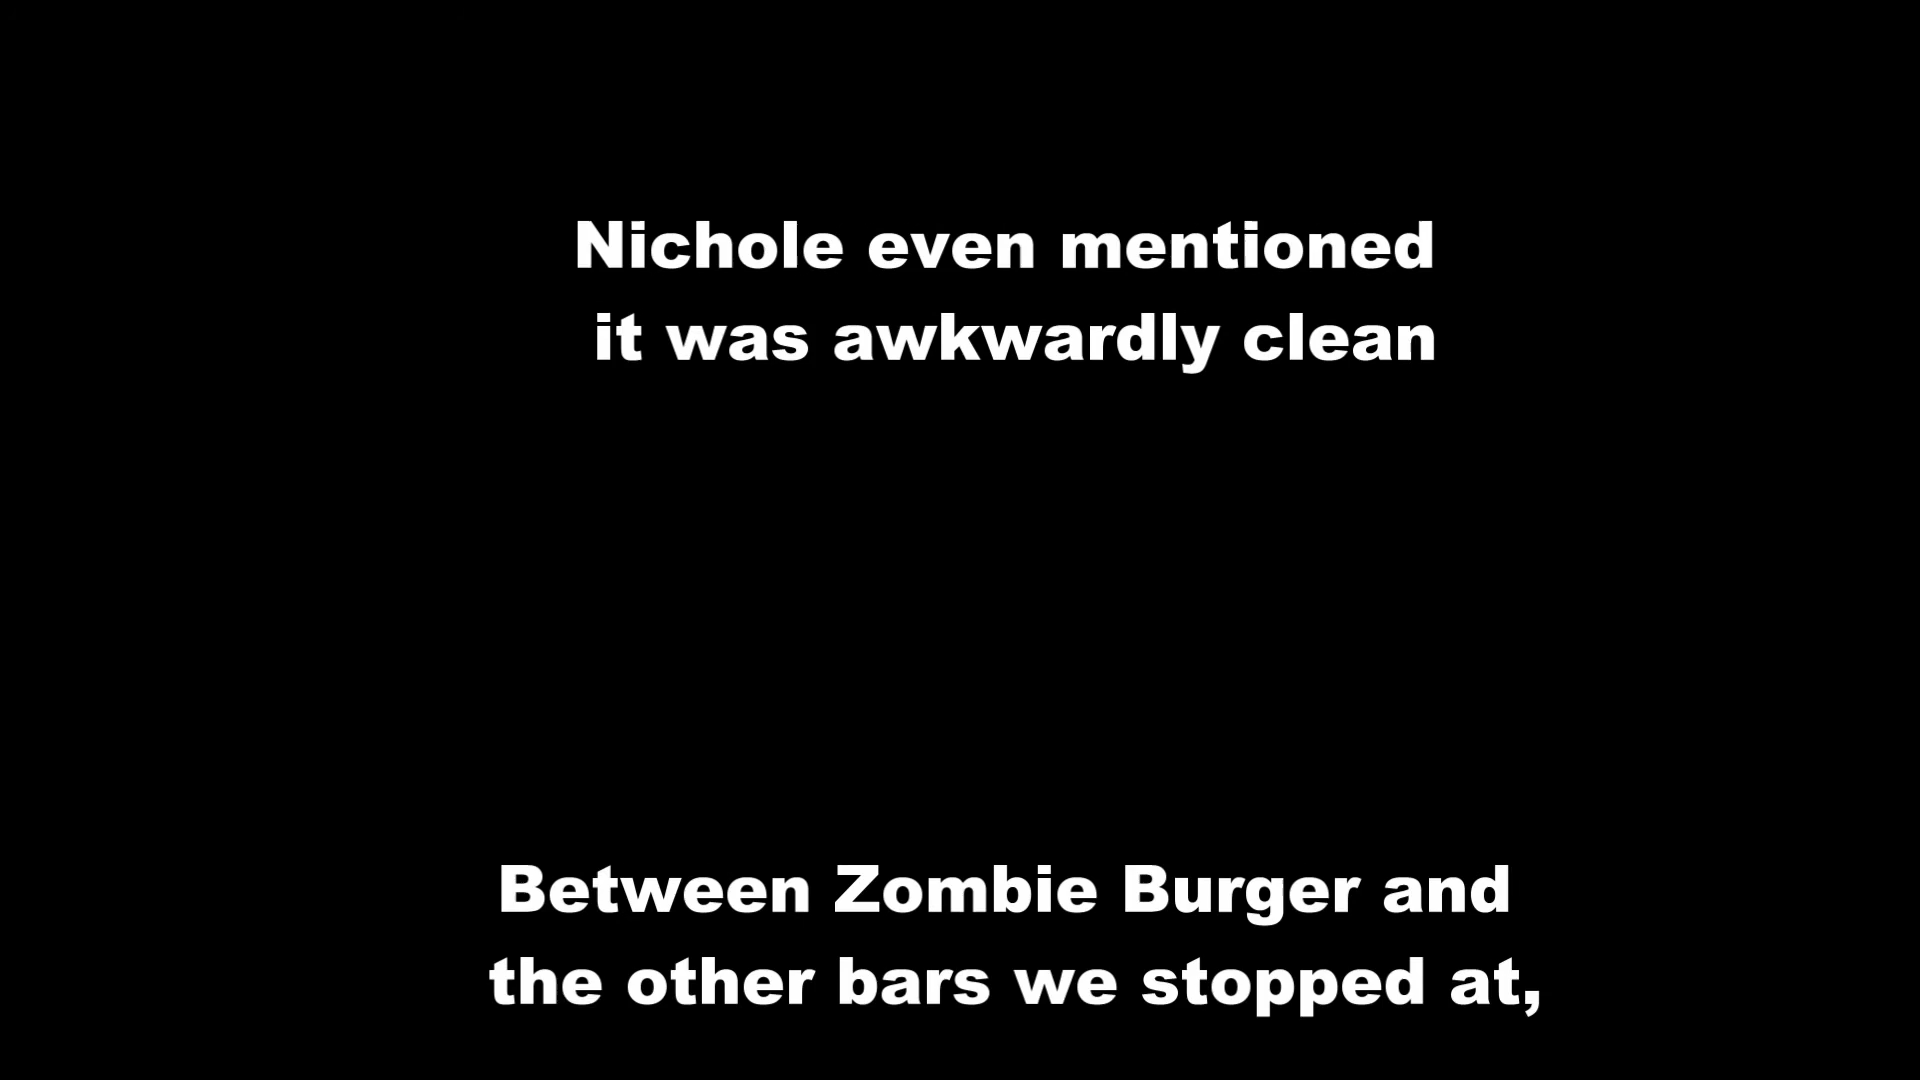 Nichole even mentioned
it was awkwardly clean
Between Zombie Burger and
the other bars we stopped at,